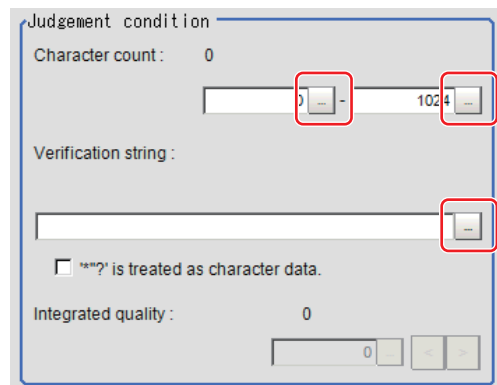 Judgement condition
Character count : 0
0 ... - 1024 ...
Verification string :
...
'*''?' is treated as character data.
Integrated quality : 0
0 ... < >